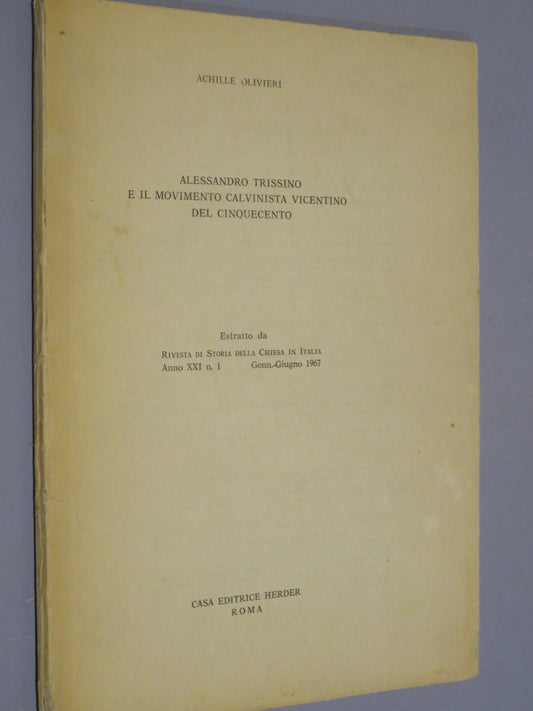 ACHILLE OLIVIERI
ALESSANDRO TRISSINO
E IL MOVIMENTO CALVINISTA VICENTINO
DEL CINQUECENTO
Estratto da
RIVISTA DI STORIA DELLA CHIESA IN ITALIA
Anno XXI n. 1 Genn.-Giugno 1967
CASA EDITRICE HERDER
ROMA